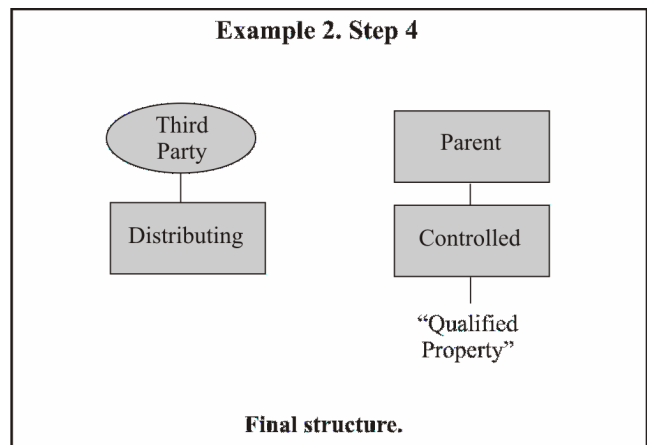 Example 2. Step 4
Third
Party
Distributing
Parent
Controlled
“Qualified
Property”
Final structure.